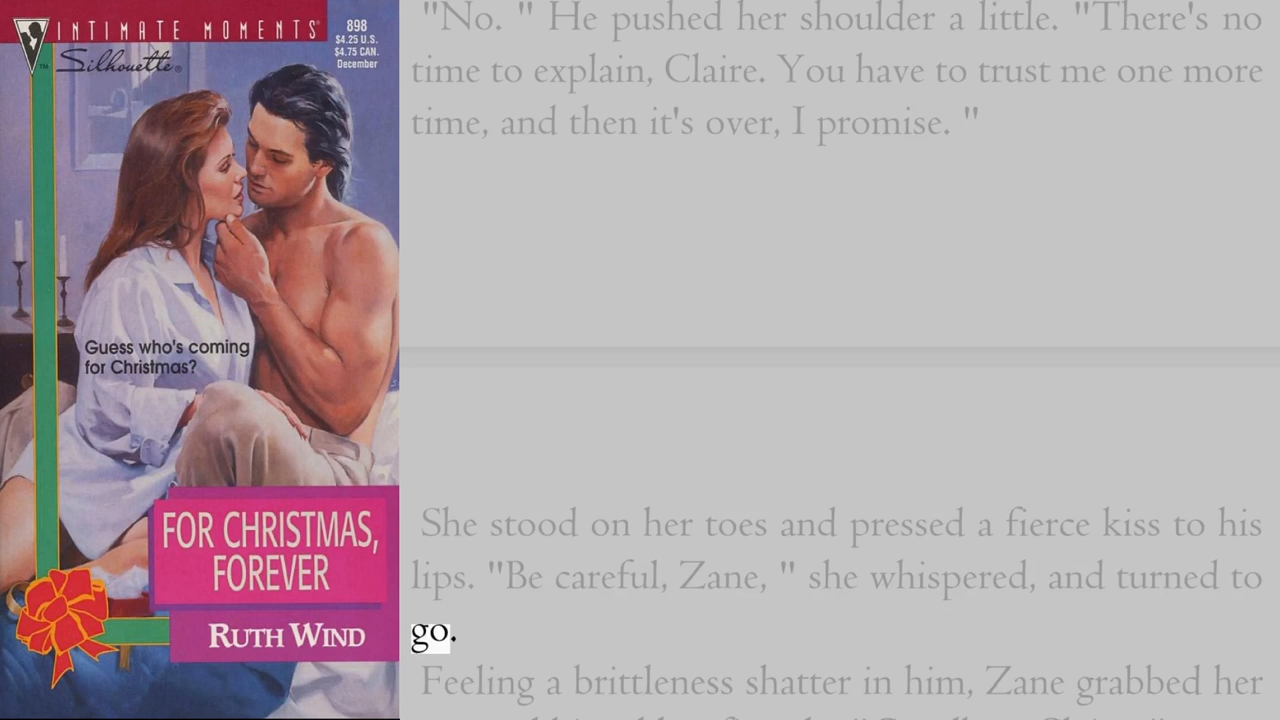 INTIMATE MOMENTS®
Silhouette®
898
$4.25 U.S.
$4.75 CAN.
December
TM
Guess who's coming
for Christmas?
FOR CHRISTMAS,
FOREVER
RUTH WIND
"No. " He pushed her shoulder a little. "There's no
time to explain, Claire. You have to trust me one more
time, and then it's over, I promise. "
She stood on her toes and pressed a fierce kiss to his
lips. "Be careful, Zane, " she whispered, and turned to
go.
Feeling a brittleness shatter in him, Zane grabbed her